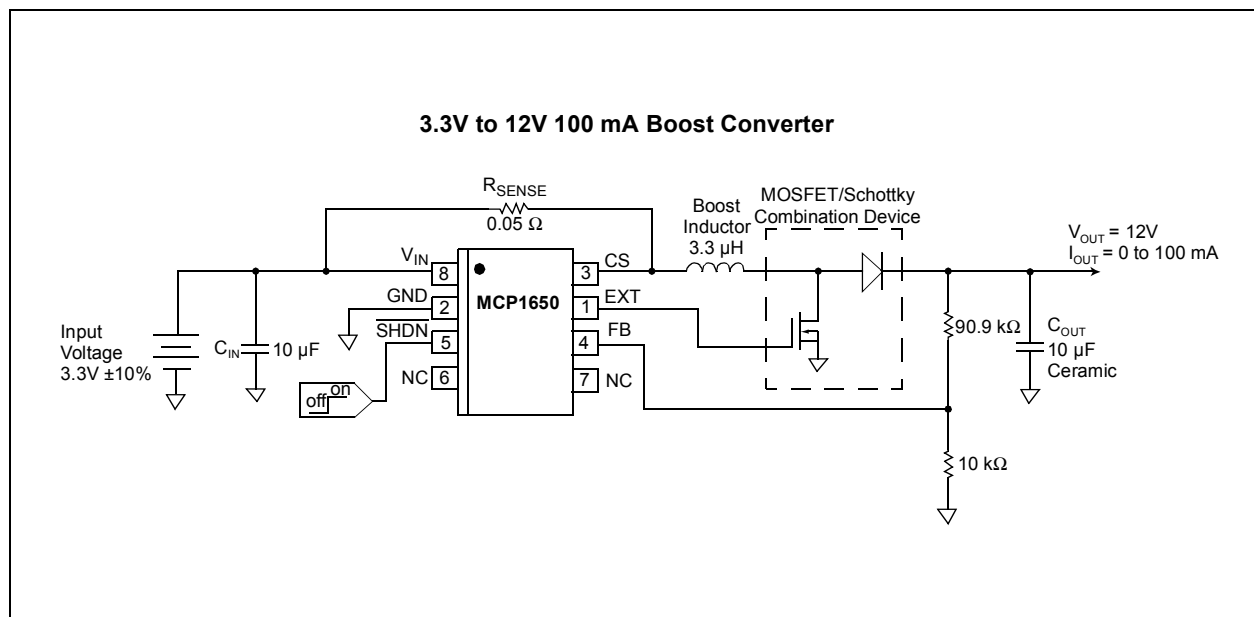 3.3V to 12V 100 mA Boost Converter
RSENSE
0.05 Ω
Boost
Inductor
3.3 µH
MOSFET/Schottky
Combination Device
VOUT = 12V
IOUT = 0 to 100 mA
VIN
8
3
CS
MCP1650
GND
2
1
EXT
SHDN
5
4
FB
NC
6
7
NC
Input
Voltage
3.3V ±10%
CIN
10 µF
off
on
90.9 kΩ
COUT
10 µF
Ceramic
10 kΩ